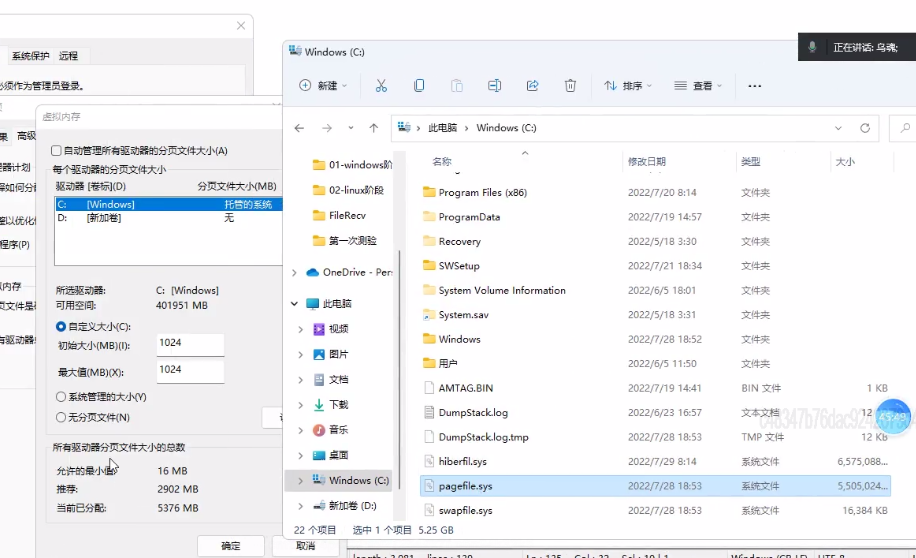 系统保护 远程
必须作为管理员登录。
虚拟内存
果 高级
自动管理所有驱动器的分页文件大小(A)
每个驱动器的分页文件大小
驱动器 [卷标](D) 分页文件大小(MB)
C: [Windows] 托管的系统
D: [新加卷] 无
所选驱动器: C: [Windows]
可用空间: 401951 MB
自定义大小(C):
初始大小(MB)(I): 1024
最大值(MB)(X): 1024
系统管理的大小(Y)
无分页文件(N)
所有驱动器分页文件大小的总数
允许的最小值: 16 MB
推荐: 2902 MB
当前已分配: 5376 MB
确定 取消
程序(P)
Windows (C:)
正在讲话: 乌魂;
新建 排序 查看
此电脑 Windows (C:)
01-windows阶
02-linux阶段
FileRecv
第一次测验
OneDrive - Pers
此电脑
视频
图片
文档
下载
音乐
桌面
Windows (C:)
新加卷 (D:)
名称 修改日期 类型 大小
Program Files (x86) 2022/7/20 8:14 文件夹
ProgramData 2022/7/19 14:57 文件夹
Recovery 2022/5/18 3:30 文件夹
SWSetup 2022/7/21 18:34 文件夹
System Volume Information 2022/6/5 18:01 文件夹
System.sav 2022/5/18 3:31 文件夹
Windows 2022/7/28 18:52 文件夹
用户 2022/6/5 11:50 文件夹
AMTAG.BIN 2022/7/19 14:41 BIN 文件 1 KB
DumpStack.log 2022/6/23 16:57 文本文档 12
DumpStack.log.tmp 2022/7/28 18:53 TMP 文件 12 KB
hiberfil.sys 2022/7/29 8:14 系统文件 6,575,088...
pagefile.sys 2022/7/28 18:53 系统文件 5,505,024...
swapfile.sys 2022/7/28 18:53 系统文件 16,384 KB
45:49
22 个项目 选中 1 个项目 5.25 GB